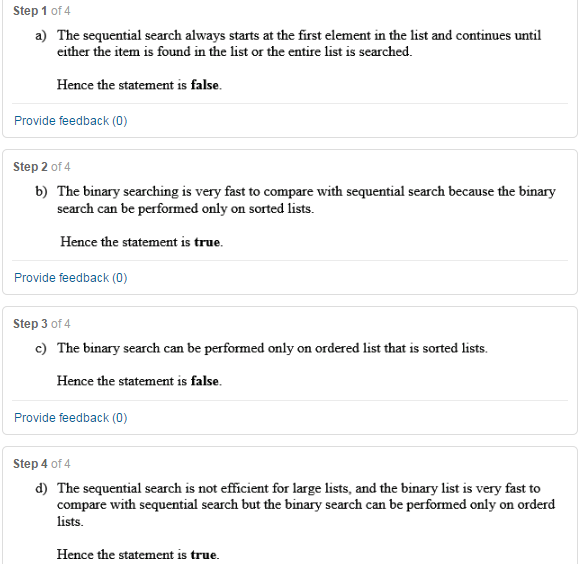 Step 1 of 4
a) The sequential search always starts at the first element in the list and continues until
either the item is found in the list or the entire list is searched.
Hence the statement is false.
Provide feedback (0)
Step 2 of 4
b) The binary searching is very fast to compare with sequential search because the binary
search can be performed only on sorted lists.
Hence the statement is true.
Provide feedback (0)
Step 3 of 4
c) The binary search can be performed only on ordered list that is sorted lists.
Hence the statement is false.
Provide feedback (0)
Step 4 of 4
d) The sequential search is not efficient for large lists, and the binary list is very fast to
compare with sequential search but the binary search can be performed only on orderd
lists.
Hence the statement is true.